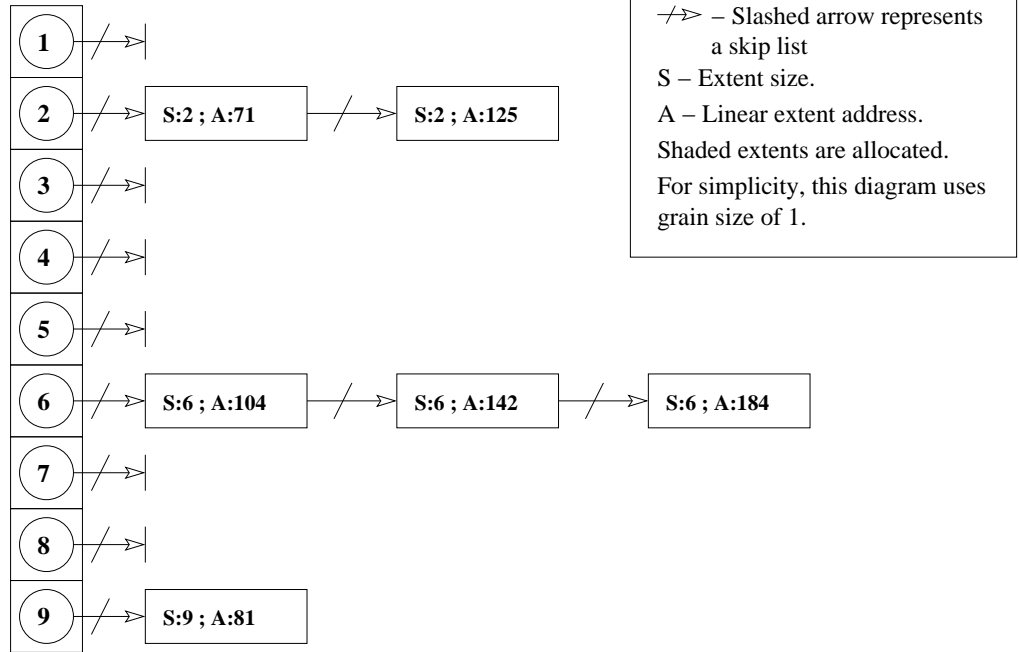 1
2
S:2 ; A:71
S:2 ; A:125
3
4
5
6
S:6 ; A:104
S:6 ; A:142
S:6 ; A:184
7
8
9
S:9 ; A:81
– Slashed arrow represents
a skip list
S – Extent size.
A – Linear extent address.
Shaded extents are allocated.
For simplicity, this diagram uses
grain size of 1.